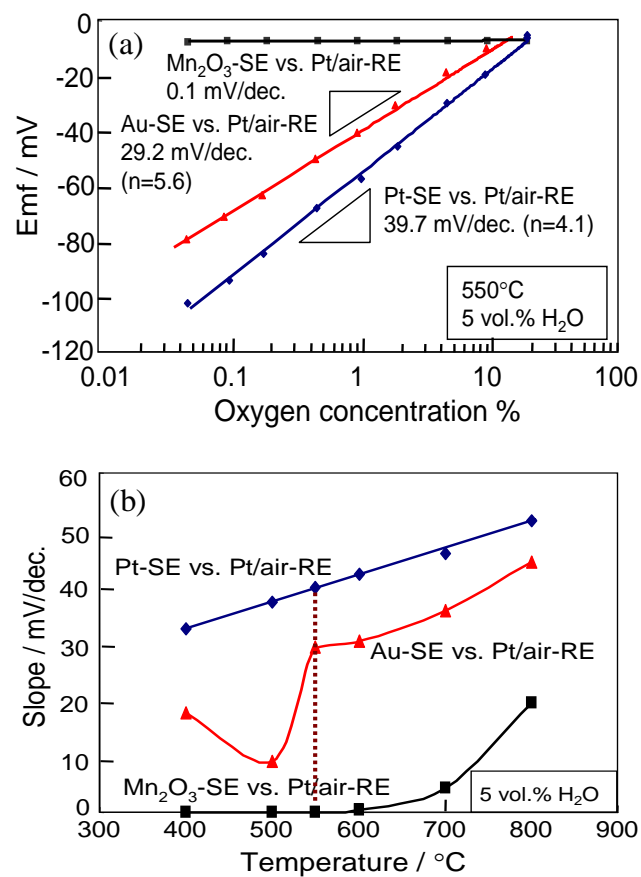 (a)
0
-20
-40
-60
-80
-100
-120
Emf / mV
Mn₂O₃-SE vs. Pt/air-RE
0.1 mV/dec.
Au-SE vs. Pt/air-RE
29.2 mV/dec.
(n=5.6)
Pt-SE vs. Pt/air-RE
39.7 mV/dec. (n=4.1)
550°C
5 vol.% H₂O
0.01 0.1 1 10 100
Oxygen concentration %
(b)
60
50
40
30
20
10
0
Slope / mV/dec.
Pt-SE vs. Pt/air-RE
Au-SE vs. Pt/air-RE
Mn₂O₃-SE vs. Pt/air-RE
5 vol.% H₂O
300 400 500 600 700 800 900
Temperature / °C